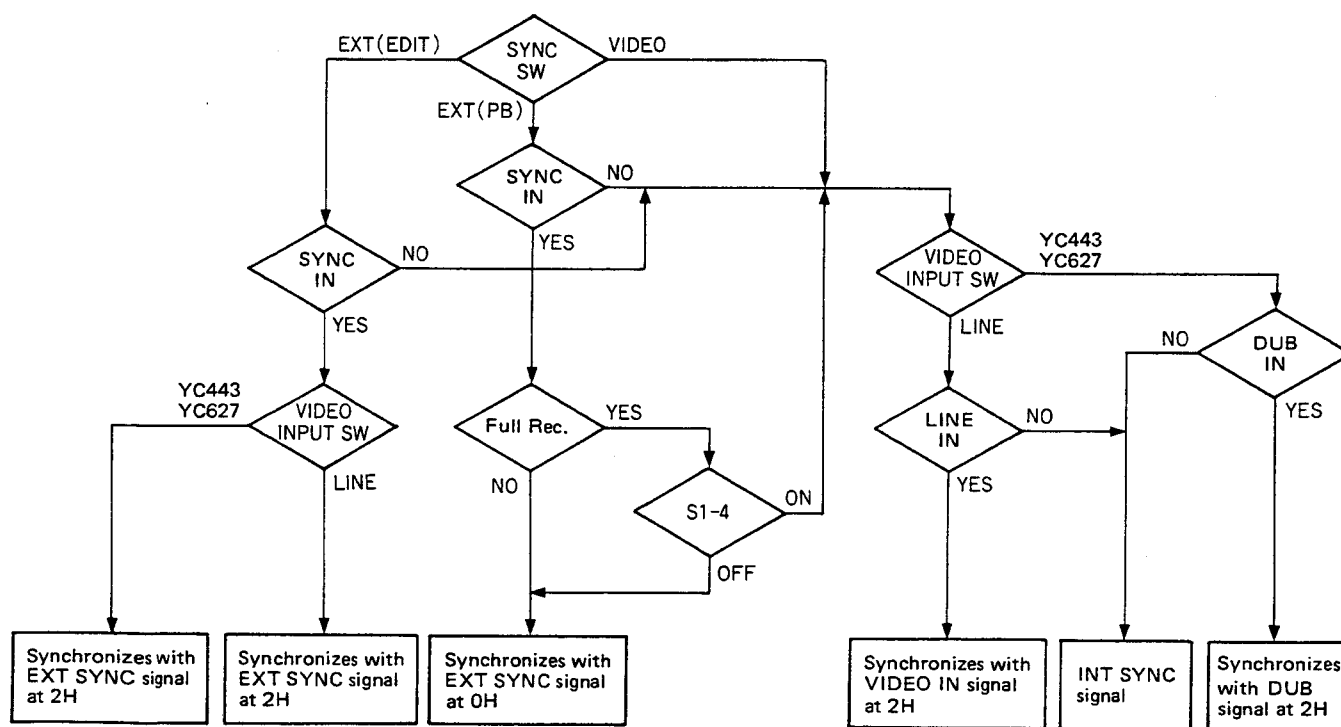 EXT(EDIT)
SYNC
SW
VIDEO
EXT(PB)
SYNC
IN
NO
YES
SYNC
IN
NO
YES
YC443
YC627
VIDEO
INPUT SW
LINE
Full Rec.
YES
NO
S1-4
ON
OFF
VIDEO
INPUT SW
YC443
YC627
LINE
DUB
IN
NO
YES
LINE
IN
NO
YES
Synchronizes with
EXT SYNC signal
at 2H
Synchronizes with
EXT SYNC signal
at 2H
Synchronizes with
EXT SYNC signal
at 0H
Synchronizes with
VIDEO IN signal
at 2H
INT SYNC
signal
Synchronizes
with DUB
signal at 2H